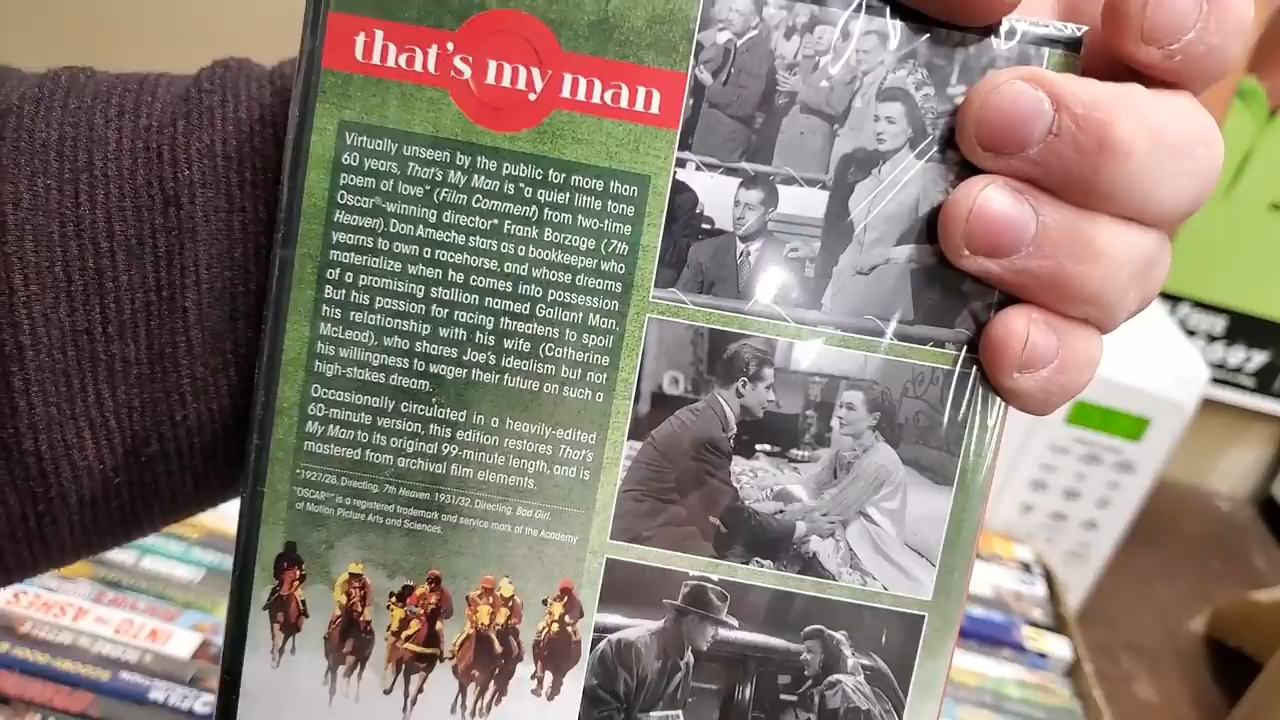 that's my man
Virtually unseen by the public for more than
60 years, That's My Man is "a quiet little tone
poem of love" (Film Comment) from two-time
Oscar®-winning director* Frank Borzage (7th
Heaven). Don Ameche stars as a bookkeeper who
yearns to own a racehorse, and whose dreams
materialize when he comes into possession
of a promising stallion named Gallant Man.
But his passion for racing threatens to spoil
his relationship with his wife (Catherine
McLeod), who shares Joe's idealism but not
his willingness to wager their future on such a
high-stakes dream.
Occasionally circulated in a heavily-edited
60-minute version, this edition restores That's
My Man to its original 99-minute length, and is
mastered from archival film elements.
*1927/28, Directing, 7th Heaven. 1931/32, Directing, Bad Girl.
"OSCAR®" is a registered trademark and service mark of the Academy
of Motion Picture Arts and Sciences.
INTO THE ASHES